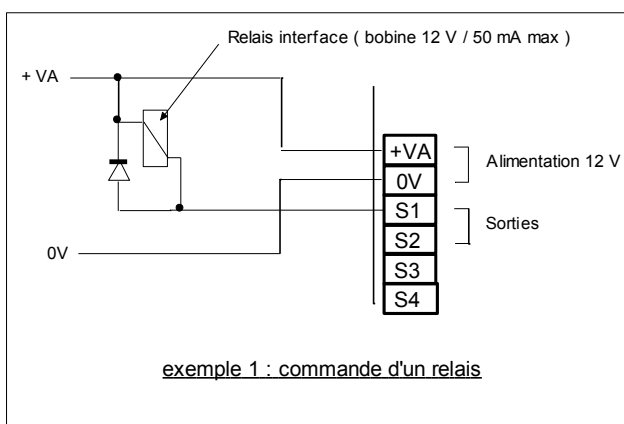 Relais interface ( bobine 12 V / 50 mA max )
+ VA
+VA
Alimentation 12 V
0V
S1
Sorties
S2
0V
S3
S4
exemple 1 : commande d'un relais